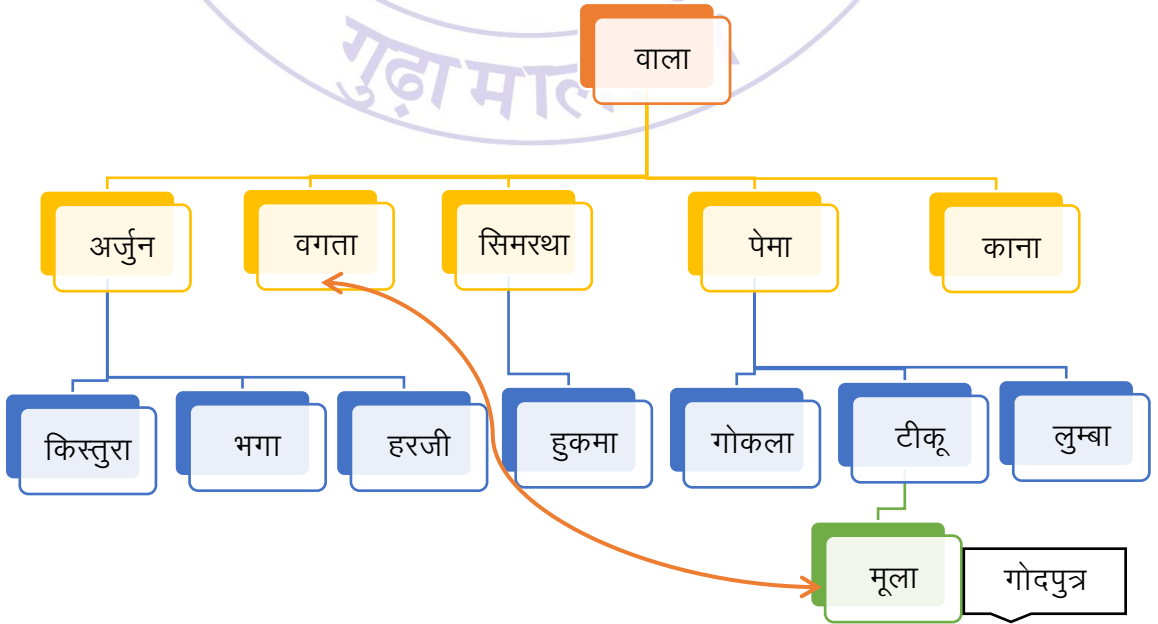 वाला
गुढ़ा माल
अर्जुन वगता सिमरथा पेमा काना
किस्तुरा भगा हरजी हुकमा गोकला टीकू लुम्बा
मूला गोदपुत्र